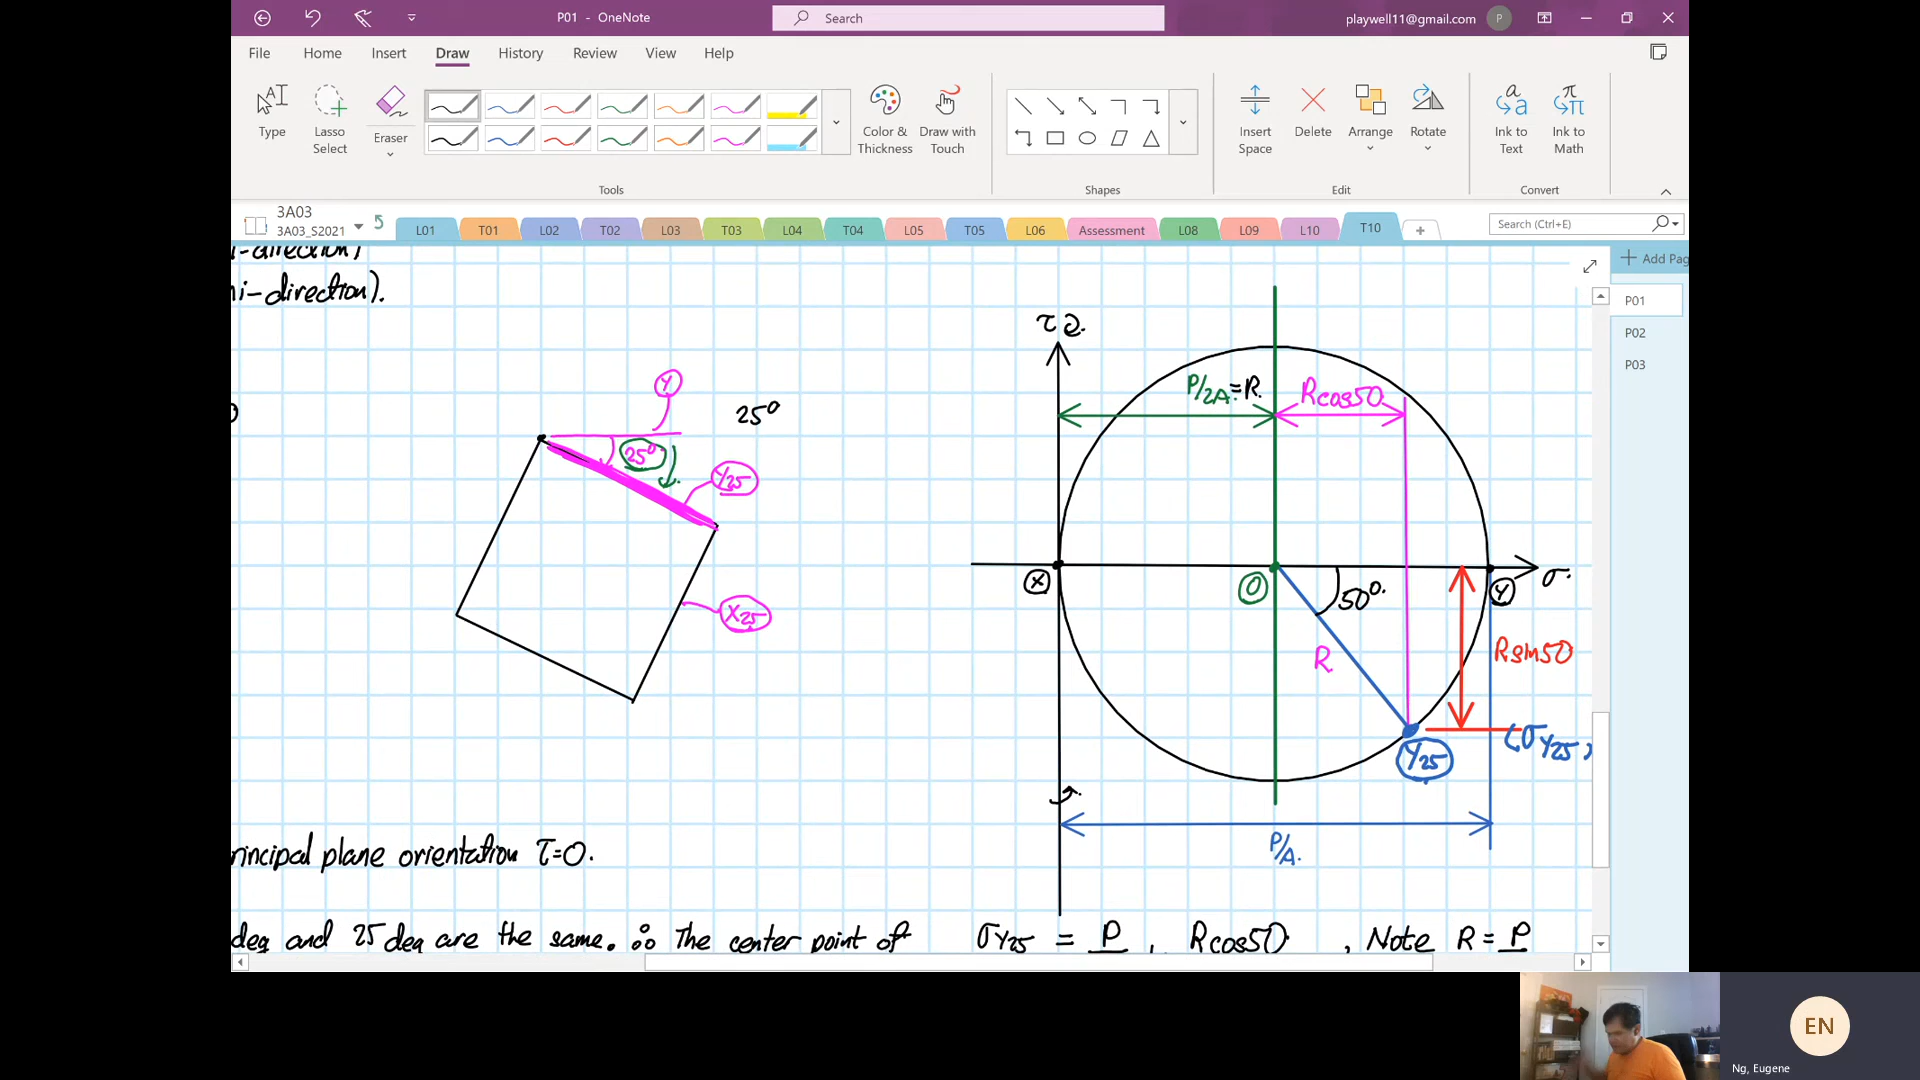 P01 - OneNote
Search
playwell11@gmail.com
P
File Home Insert Draw History Review View Help
Type
Lasso Select
Eraser
Color & Thickness
Draw with Touch
Insert Space
Delete
Arrange
Rotate
Ink to Text
Ink to Math
Tools
Shapes
Edit
Convert
3A03
3A03_S2021
L01 T01 L02 T02 L03 T03 L04 T04 L05 T05 L06 Assessment L08 L09 L10 T10
Search (Ctrl+E)
Add Pag
P01
P02
P03
i-direction)
ni-direction).
Y
25°
25°
Y25
X25
rincipal plane orientation τ=0.
deg and 25 deg are the same. ∴ The center point of
τ
P/2A = R.
Rcos50
X
O
50°.
Y
σ.
R
Rsin50
Y25
(σY25,
P/A.
σY25 = P Rcos50 , Note R = P
EN
Ng, Eugene